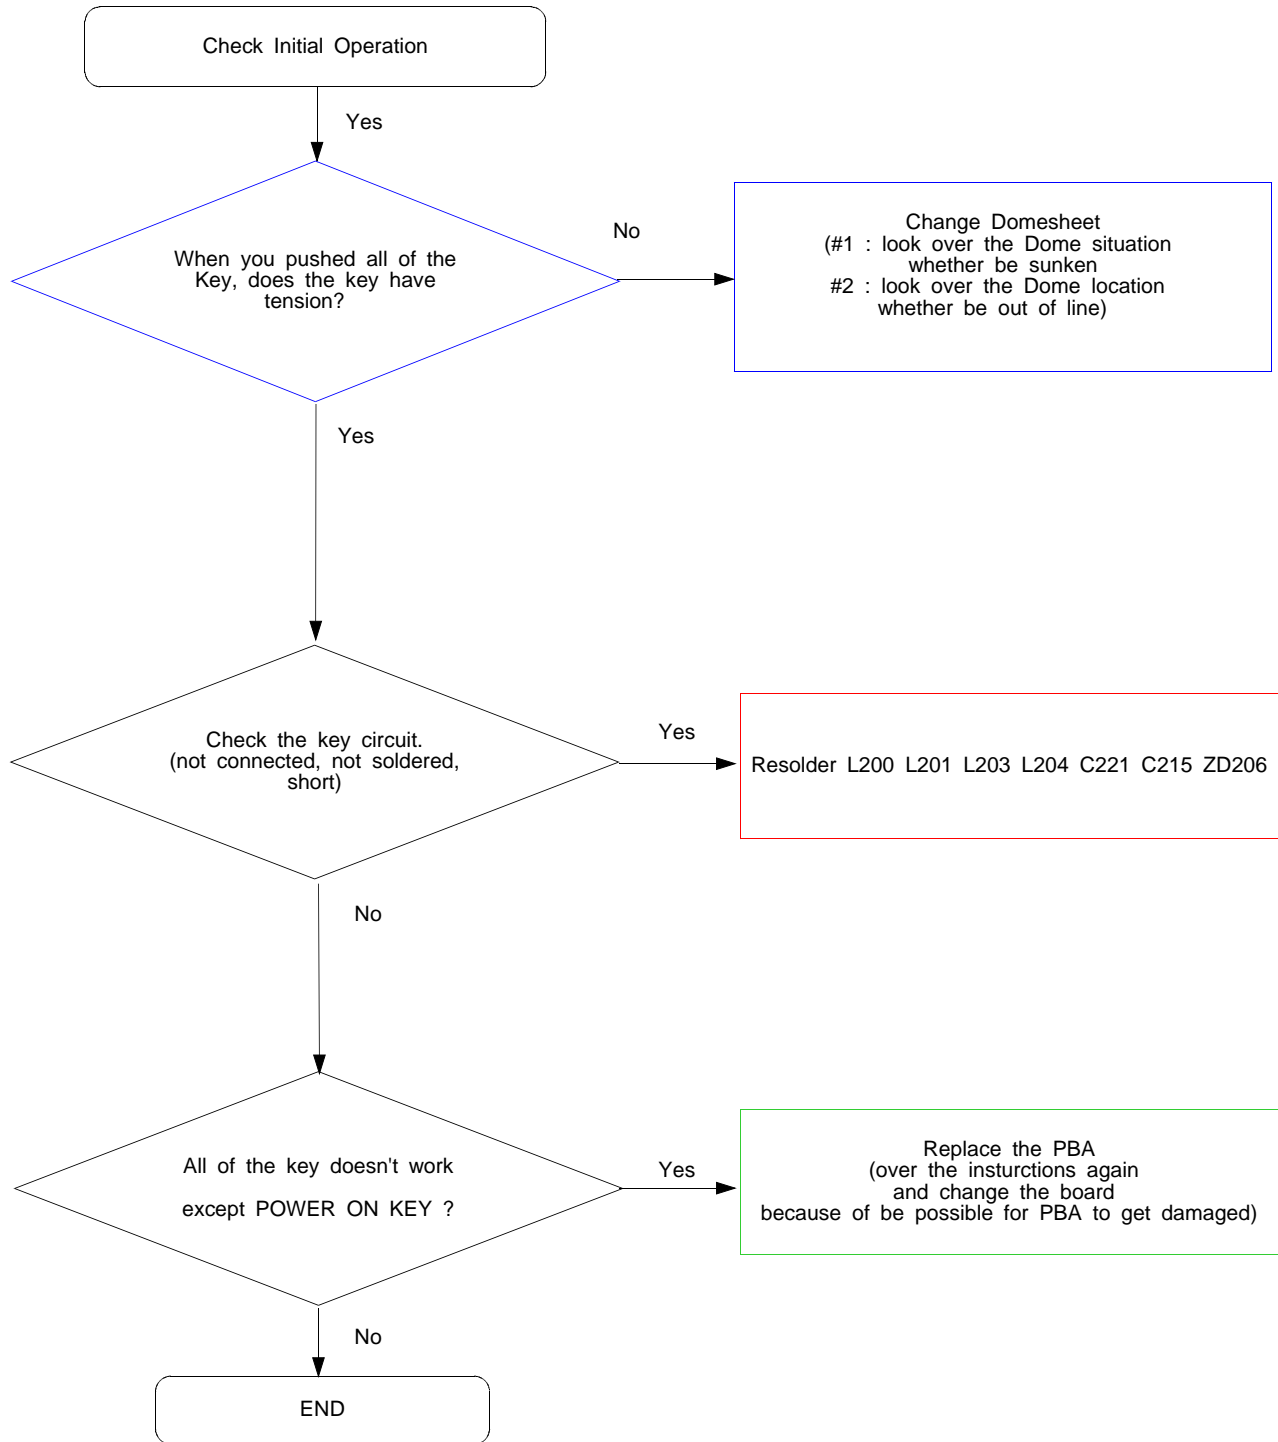 Check Initial Operation
Yes
When you pushed all of the
Key, does the key have
tension?
No
Change Domesheet
(#1 : look over the Dome situation
whether be sunken
#2 : look over the Dome location
whether be out of line)
Yes
Check the key circuit.
(not connected, not soldered,
short)
Yes
Resolder L200 L201 L203 L204 C221 C215 ZD206
No
All of the key doesn't work
except POWER ON KEY ?
Yes
Replace the PBA
(over the insturctions again
and change the board
because of be possible for PBA to get damaged)
No
END